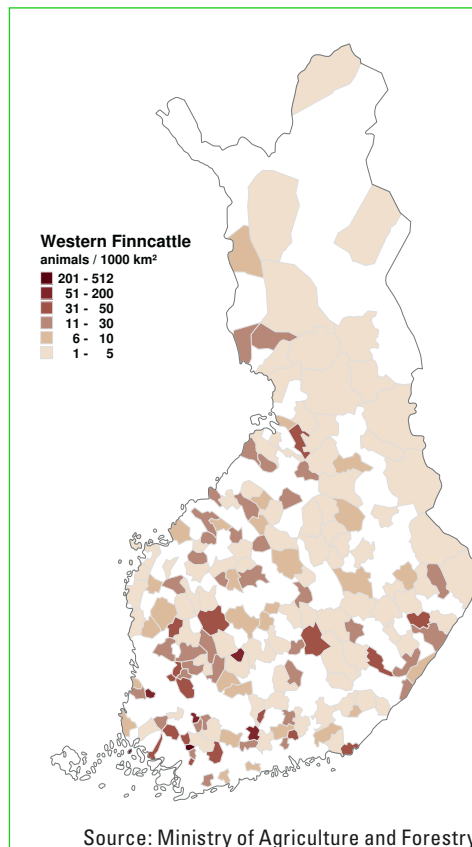 Western Finncattle
animals / 1000 km²
201 - 512
51 - 200
31 - 50
11 - 30
6 - 10
1 - 5
Source: Ministry of Agriculture and Forestry